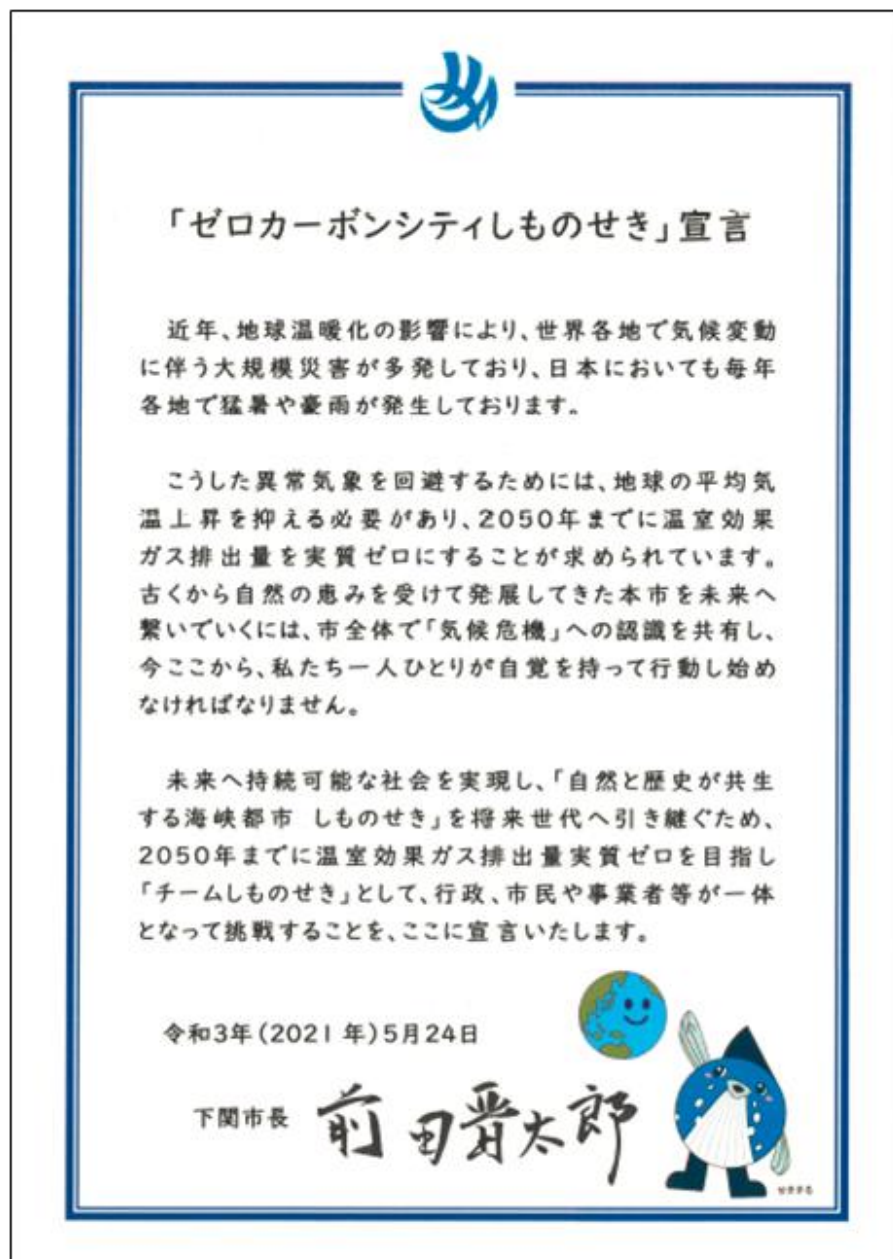 「ゼロカーボンシティしものせき」宣言
近年、地球温暖化の影響により、世界各地で気候変動
に伴う大規模災害が多発しており、日本においても毎年
各地で猛暑や豪雨が発生しております。
こうした異常気象を回避するためには、地球の平均気
温上昇を抑える必要があり、2050年までに温室効果
ガス排出量を実質ゼロにすることが求められています。
古くから自然の恵みを受けて発展してきた本市を未来へ
繋いでいくには、市全体で「気候危機」への認識を共有し、
今ここから、私たち一人ひとりが自覚を持って行動し始め
なければなりません。
未来へ持続可能な社会を実現し、「自然と歴史が共生
する海峡都市 しものせき」を将来世代へ引き継ぐため、
2050年までに温室効果ガス排出量実質ゼロを目指し
「チームしものせき」として、行政、市民や事業者等が一体
となって挑戦することを、ここに宣言いたします。
令和3年(2021年)5月24日
下関市長 前田晋太郎
せきまる